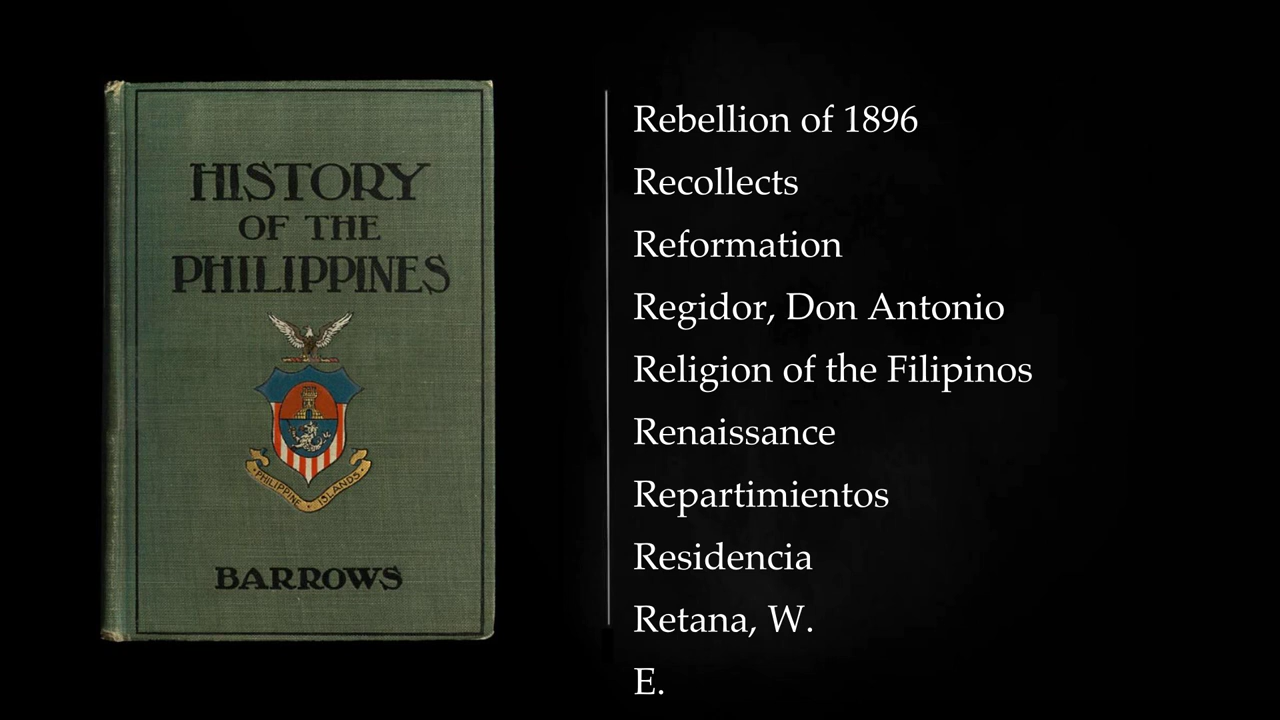 HISTORY
OF THE
PHILIPPINES
PHILIPPINE ISLANDS
BARROWS
Rebellion of 1896
Recollects
Reformation
Regidor, Don Antonio
Religion of the Filipinos
Renaissance
Repartimientos
Residencia
Retana, W.
E.